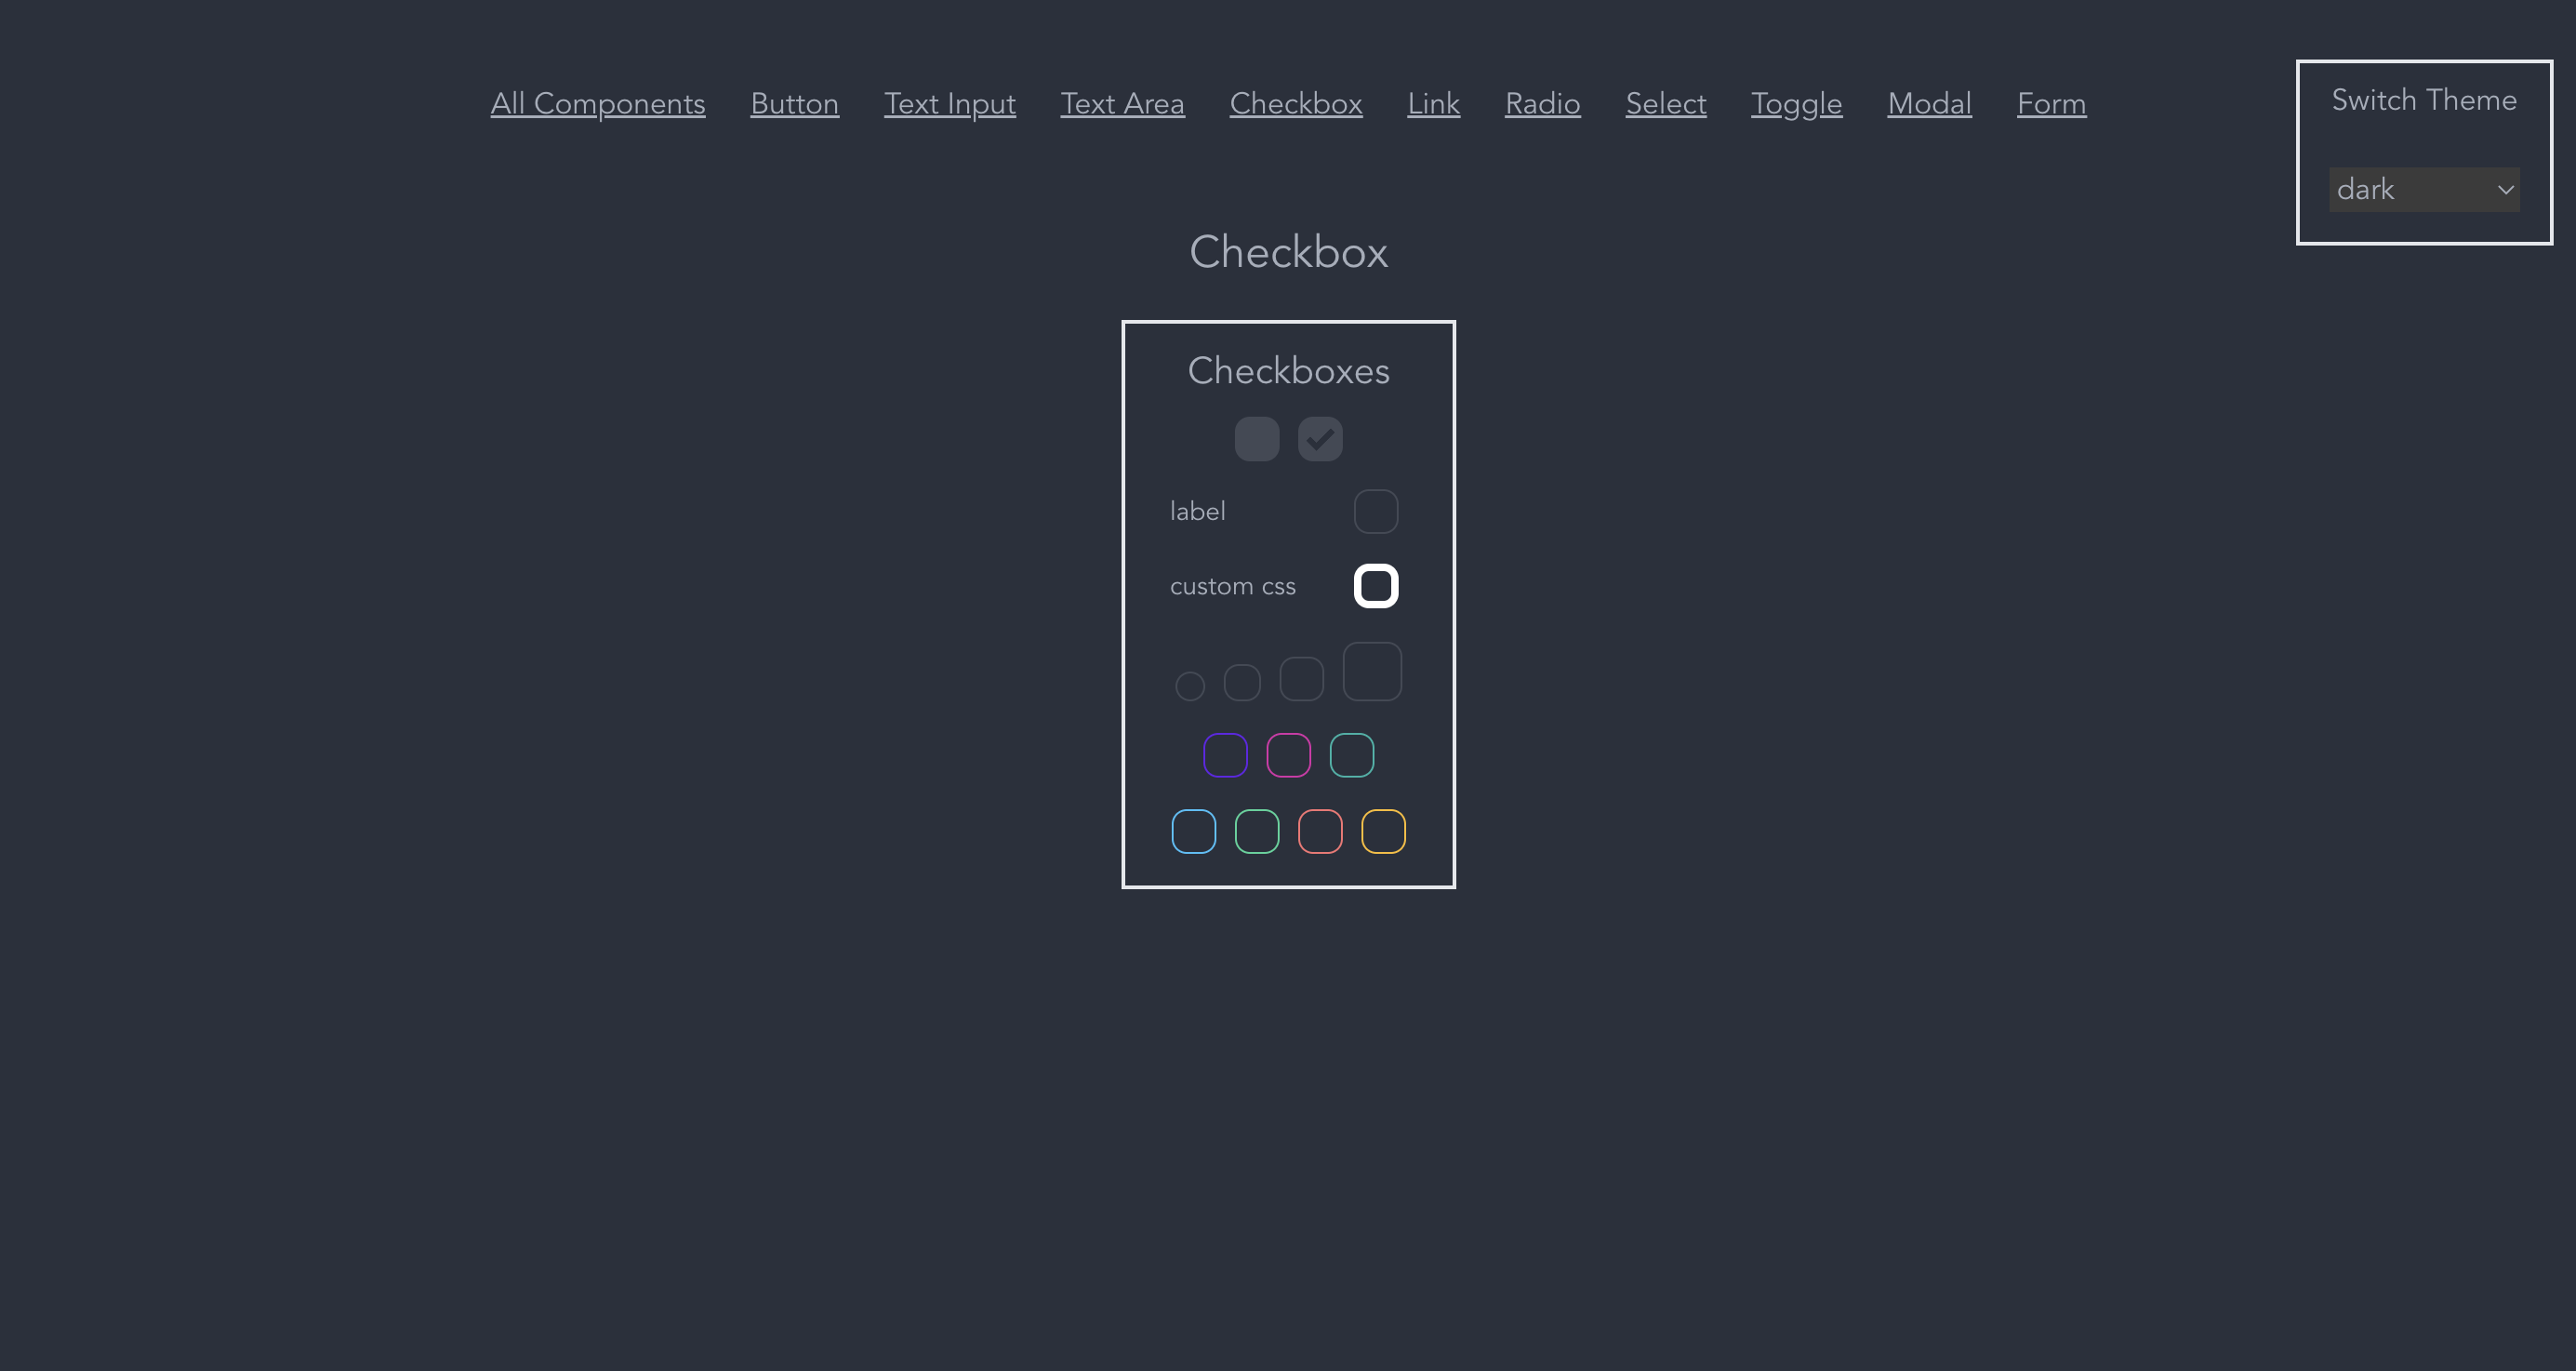 All Components Button Text Input Text Area Checkbox Link Radio Select Toggle Modal Form
Switch Theme
dark
Checkbox
Checkboxes
label
custom css